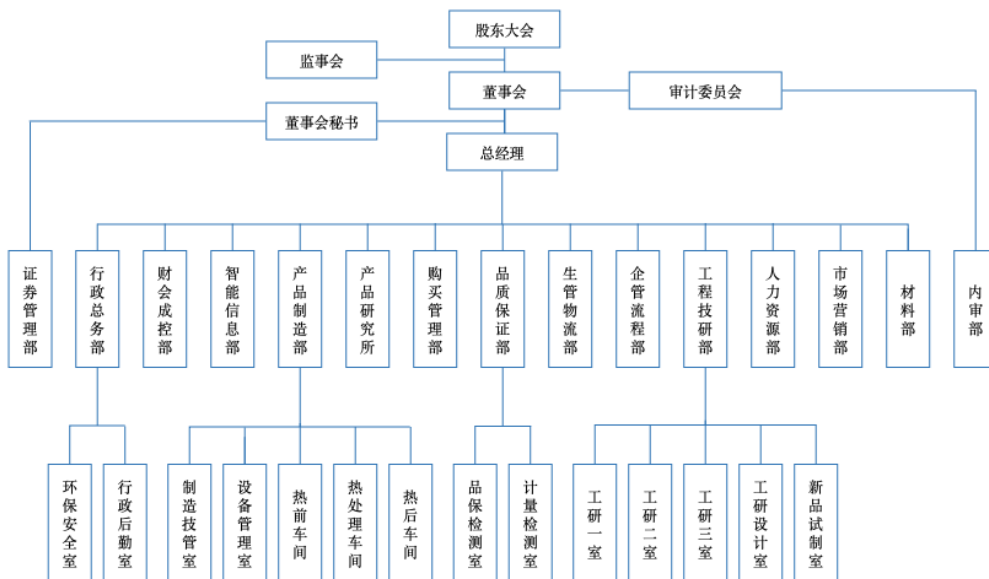 股东大会
监事会
董事会
审计委员会
董事会秘书
总经理
证券管理部
行政总务部
财会成控部
智能信息部
产品制造部
产品研究所
购买管理部
品质保证部
生管物流部
企管流程部
工程技研部
人力资源部
市场营销部
材料部
内审部
环保安全室
行政后勤室
制造技管室
设备管理室
热前车间
热处理车间
热后车间
品保检测室
计量检测室
工研一室
工研二室
工研三室
工研设计室
新品试制室